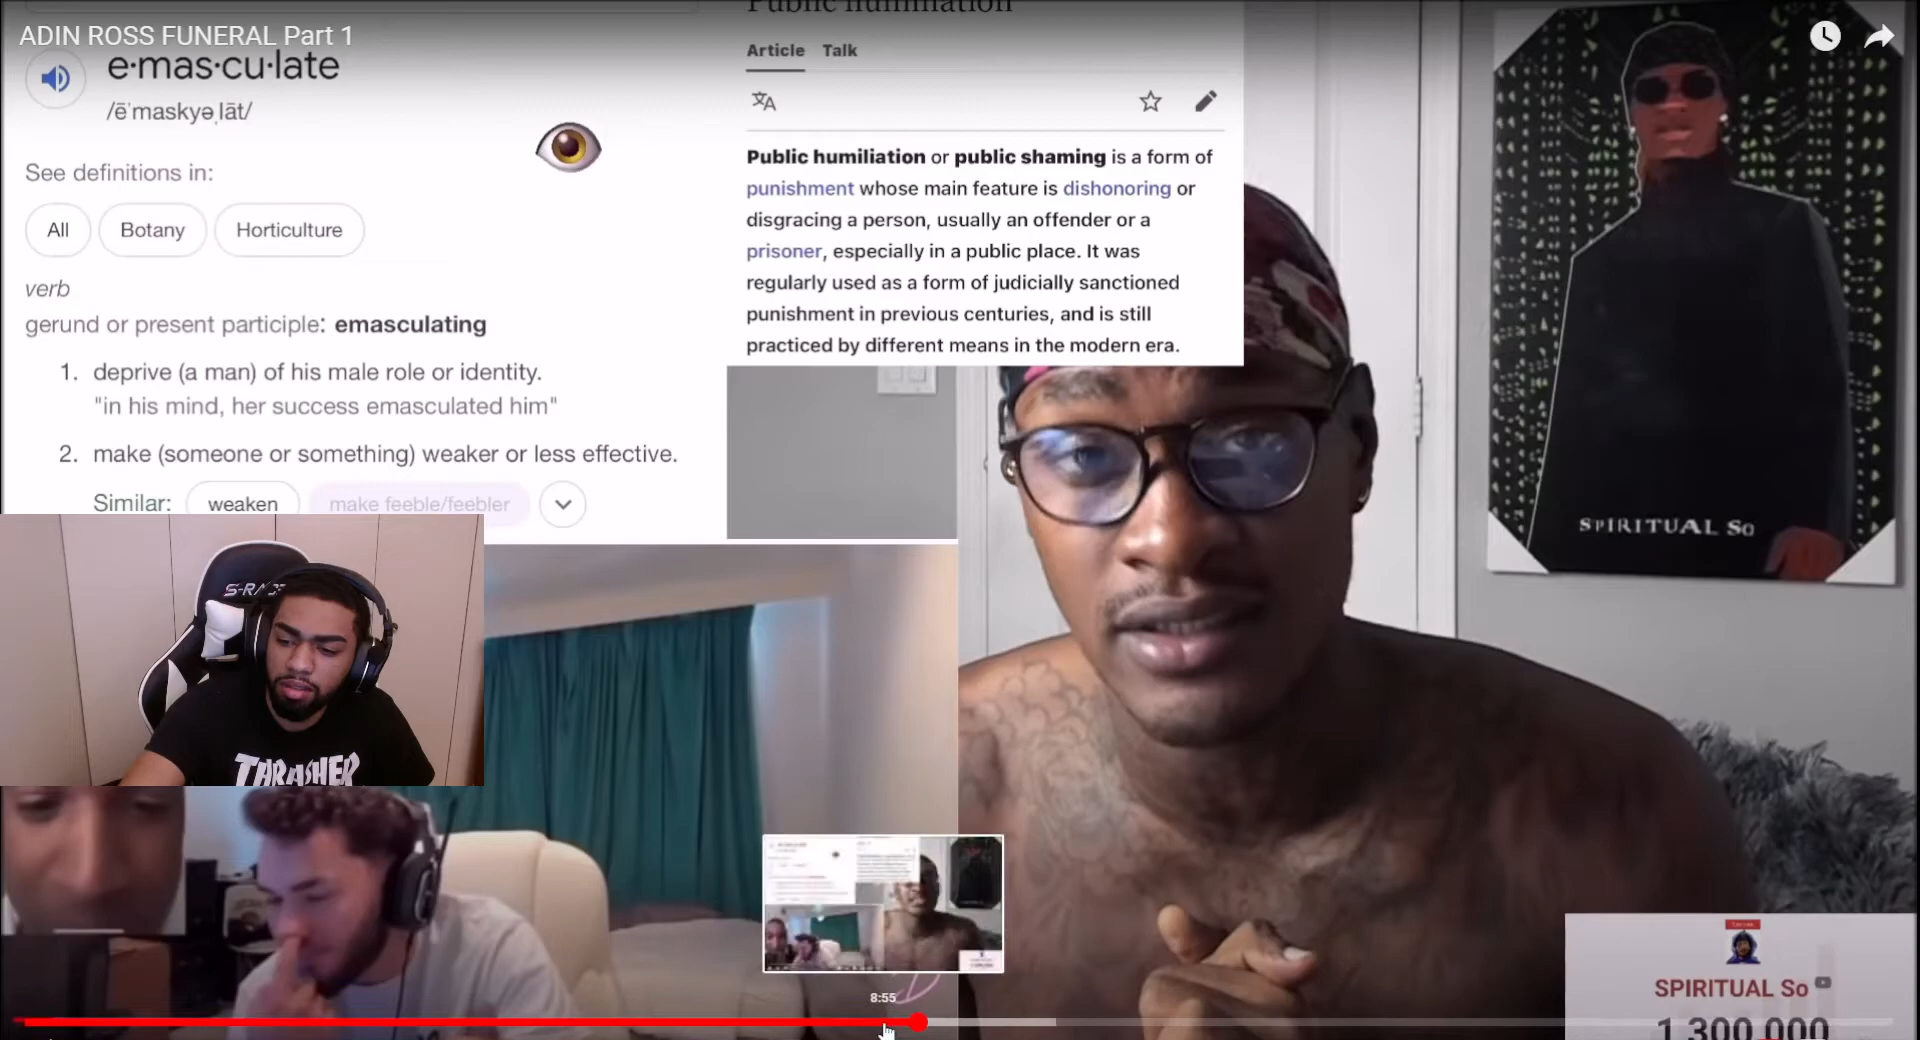 ADIN ROSS FUNERAL Part 1
e·mas·cu·late
/ēˈmaskyəˌlāt/
See definitions in:
All
Botany
Horticulture
verb
gerund or present participle: emasculating
1. deprive (a man) of his male role or identity.
"in his mind, her success emasculated him"
2. make (someone or something) weaker or less effective.
Similar:
weaken
make feeble/feebler
Public humiliation
Article
Talk
Public humiliation or public shaming is a form of
punishment whose main feature is dishonoring or
disgracing a person, usually an offender or a
prisoner, especially in a public place. It was
regularly used as a form of judicially sanctioned
punishment in previous centuries, and is still
practiced by different means in the modern era.
SPIRITUAL So
THRASHER
8:55
SPIRITUAL So
1,300,000